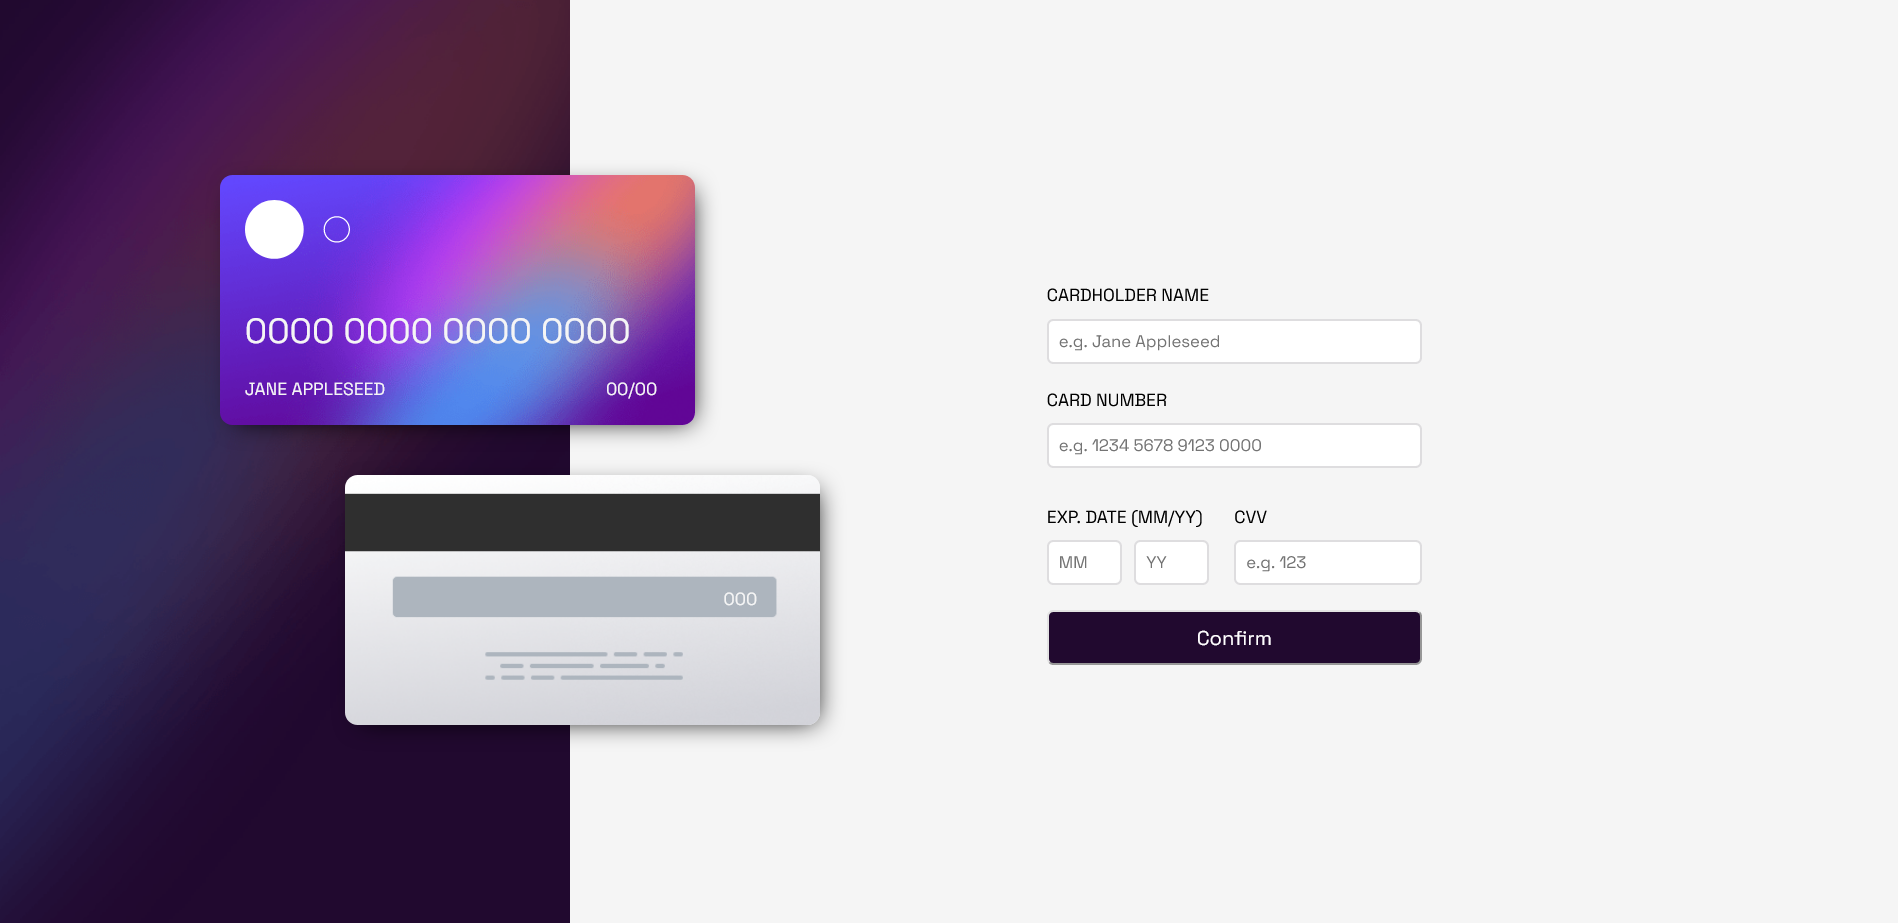 0000 0000 0000 0000
JANE APPLESEED 00/00
000
CARDHOLDER NAME
e.g. Jane Appleseed
CARD NUMBER
e.g. 1234 5678 9123 0000
EXP. DATE (MM/YY) CVV
MM YY e.g. 123
Confirm